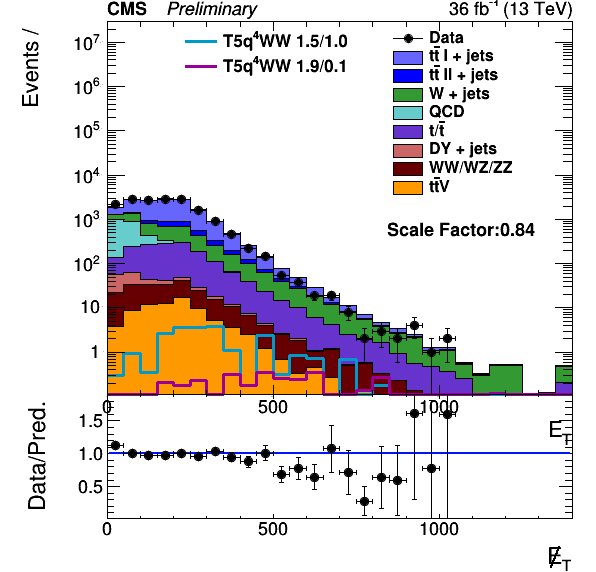 CMS Preliminary 36 fb⁻¹ (13 TeV)
Events /
10⁷
10⁶
10⁵
10⁴
10³
10²
10
1
T5q⁴WW 1.5/1.0
T5q⁴WW 1.9/0.1
Data
tt̄ l + jets
tt̄ ll + jets
W + jets
QCD
t/t̄
DY + jets
WW/WZ/ZZ
tt̄V
Scale Factor:0.84
0 500 1000
E̸_T
Data/Pred.
1.5
1.0
0.5
0 500 1000
E̸_T